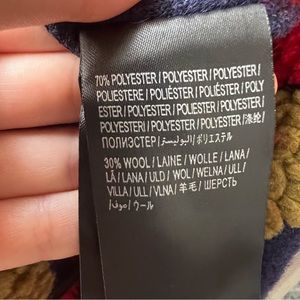 70% POLYESTER / POLYESTER / POLYESTER /
POLIESTERE / POLIÉSTER / POLIÉSTER / POLY
ESTER / POLYESTER / POLYESTER / POLYESTER
/ POLYESTER / POLYESTER / POLYESTER / 涤纶 /
ПОЛИЭСТЕР / البوليستر / ポリエステル
30% WOOL / LAINE / WOLLE / LANA /
LÃ / LANA / ULD / WOL / WEŁNA / ULL /
VILLA / ULL / VLNA / 羊毛 / ШЕРСТЬ
/ صوف / ウール